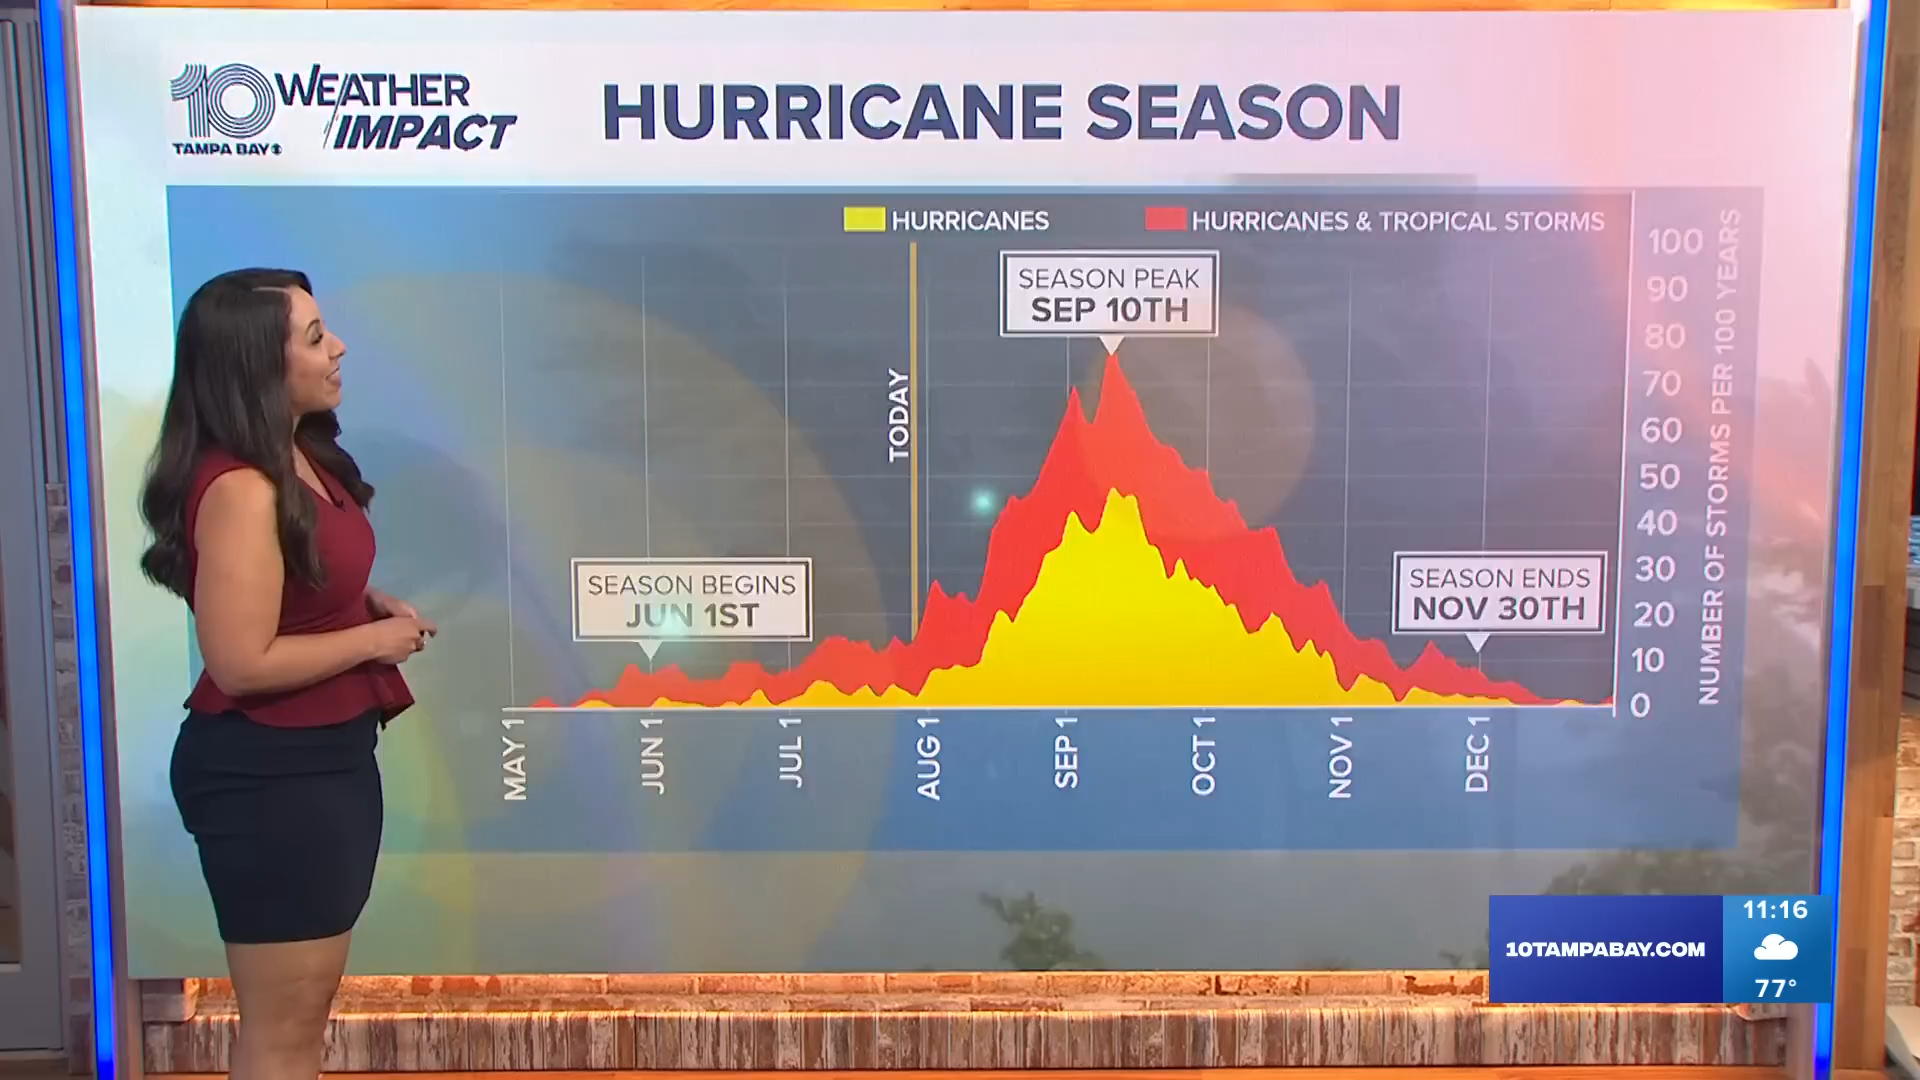 10 WEATHER
IMPACT
TAMPA BAY
HURRICANE SEASON
HURRICANES
HURRICANES & TROPICAL STORMS
SEASON PEAK
SEP 10TH
TODAY
SEASON BEGINS
JUN 1ST
SEASON ENDS
NOV 30TH
100
90
80
70
60
50
40
30
20
10
0
NUMBER OF STORMS PER 100 YEARS
MAY 1
JUN 1
JUL 1
AUG 1
SEP 1
OCT 1
NOV 1
DEC 1
10TAMPABAY.COM
11:16
77°